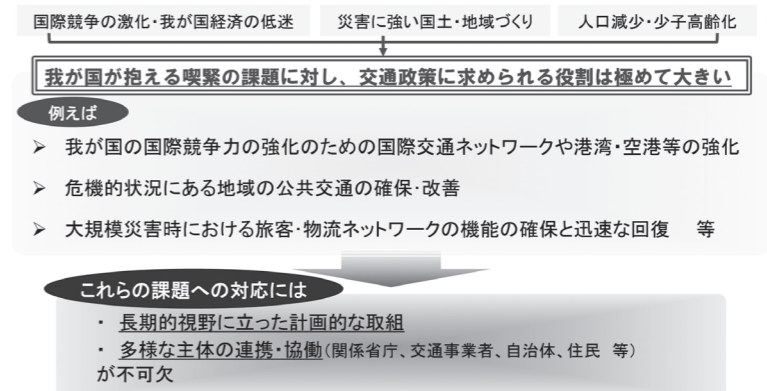 国際競争の激化・我が国経済の低迷
災害に強い国土・地域づくり
人口減少・少子高齢化
我が国が抱える喫緊の課題に対し、交通政策に求められる役割は極めて大きい
例えば
➢ 我が国の国際競争力の強化のための国際交通ネットワークや港湾・空港等の強化
➢ 危機的状況にある地域の公共交通の確保・改善
➢ 大規模災害時における旅客・物流ネットワークの機能の確保と迅速な回復 等
これらの課題への対応には
・ 長期的視野に立った計画的な取組
・ 多様な主体の連携・協働(関係省庁、交通事業者、自治体、住民 等)
が不可欠